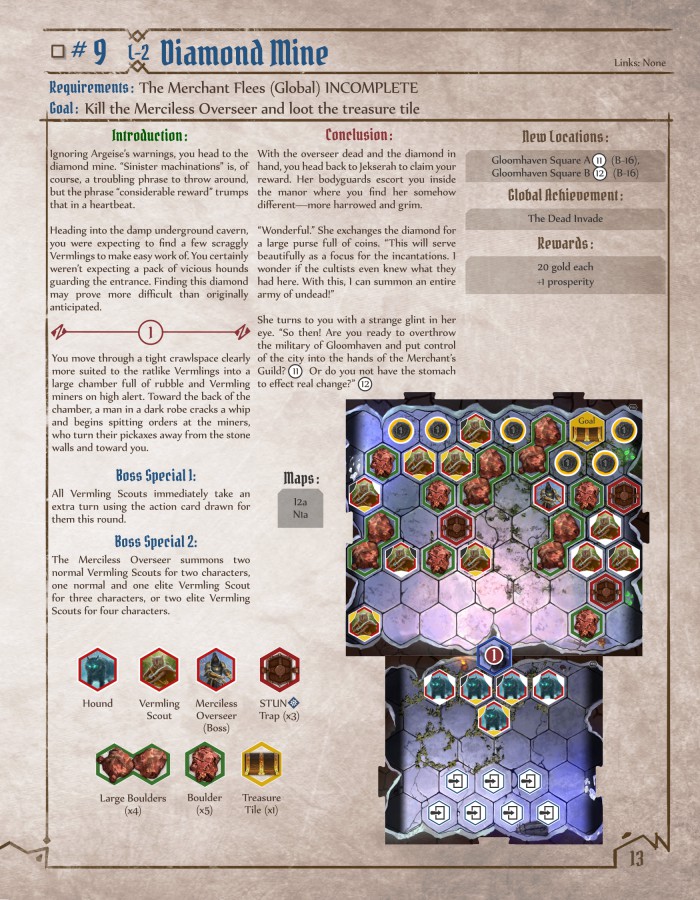 # 9 L-2 Diamond Mine
Links: None
Requirements: The Merchant Flees (Global) INCOMPLETE
Goal: Kill the Merciless Overseer and loot the treasure tile
Introduction:
Ignoring Argeise's warnings, you head to the
diamond mine. "Sinister machinations" is, of
course, a troubling phrase to throw around,
but the phrase "considerable reward" trumps
that in a heartbeat.
Heading into the damp underground cavern,
you were expecting to find a few scraggly
Vermlings to make easy work of. You certainly
weren't expecting a pack of vicious hounds
guarding the entrance. Finding this diamond
may prove more difficult than originally
anticipated.
1
You move through a tight crawlspace clearly
more suited to the ratlike Vermlings into a
large chamber full of rubble and Vermling
miners on high alert. Toward the back of the
chamber, a man in a dark robe cracks a whip
and begins spitting orders at the miners,
who turn their pickaxes away from the stone
walls and toward you.
Boss Special 1:
All Vermling Scouts immediately take an
extra turn using the action card drawn for
them this round.
Boss Special 2:
The Merciless Overseer summons two
normal Vermling Scouts for two characters,
one normal and one elite Vermling Scout
for three characters, or two elite Vermling
Scouts for four characters.
Conclusion:
With the overseer dead and the diamond in
hand, you head back to Jekserah to claim your
reward. Her bodyguards escort you inside
the manor where you find her somehow
different—more harrowed and grim.
"Wonderful." She exchanges the diamond for
a large purse full of coins. "This will serve
beautifully as a focus for the incantations. I
wonder if the cultists even knew what they
had here. With this, I can summon an entire
army of undead!"
She turns to you with a strange glint in her
eye. "So then! Are you ready to overthrow
the military of Gloomhaven and put control
of the city into the hands of the Merchant's
Guild? 11 Or do you not have the stomach
to effect real change?" 12
New Locations:
Gloomhaven Square A 11 (B-16),
Gloomhaven Square B 12 (B-16)
Global Achievement:
The Dead Invade
Rewards:
20 gold each
+1 prosperity
Maps:
12a
N1a
Goal
1
Hound
Vermling
Scout
Merciless
Overseer
(Boss)
STUN
Trap (x3)
Large Boulders
(x4)
Boulder
(x5)
Treasure
Tile (x1)
13